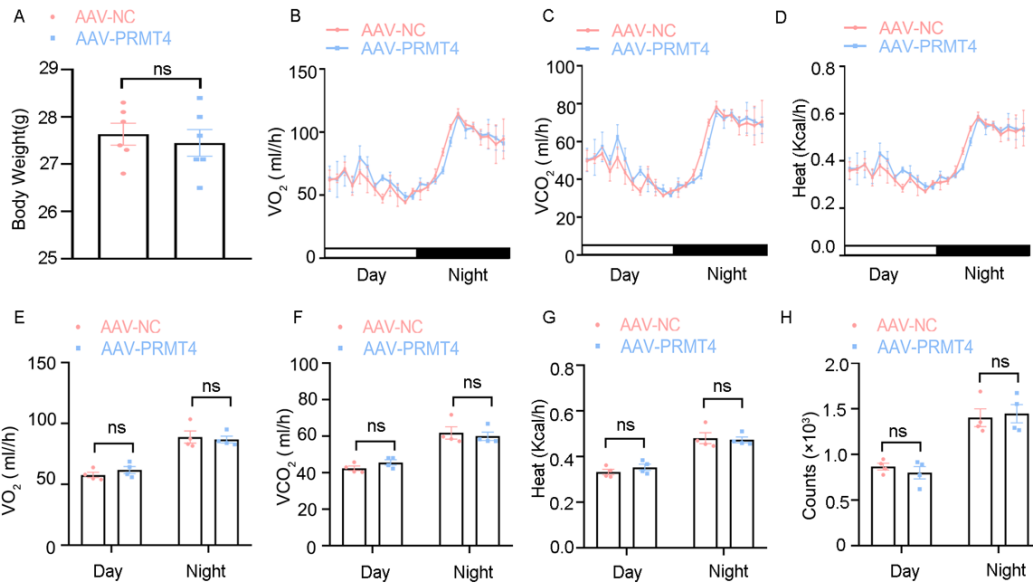 A
AAV-NC
AAV-PRMT4
Body Weight(g)
29
28
27
26
25
ns
B
AAV-NC
AAV-PRMT4
VO₂ (ml/h)
150
100
50
0
Day
Night
C
AAV-NC
AAV-PRMT4
VCO₂ (ml/h)
100
80
60
40
20
0
Day
Night
D
AAV-NC
AAV-PRMT4
Heat (Kcal/h)
0.8
0.6
0.4
0.2
0.0
Day
Night
E
AAV-NC
AAV-PRMT4
VO₂ (ml/h)
150
100
50
0
ns
ns
Day
Night
F
AAV-NC
AAV-PRMT4
VCO₂ (ml/h)
100
80
60
40
20
0
ns
ns
Day
Night
G
AAV-NC
AAV-PRMT4
Heat (Kcal/h)
0.8
0.6
0.4
0.2
0.0
ns
ns
Day
Night
H
AAV-NC
AAV-PRMT4
Counts (×10³)
2.0
1.5
1.0
0.5
0.0
ns
ns
Day
Night